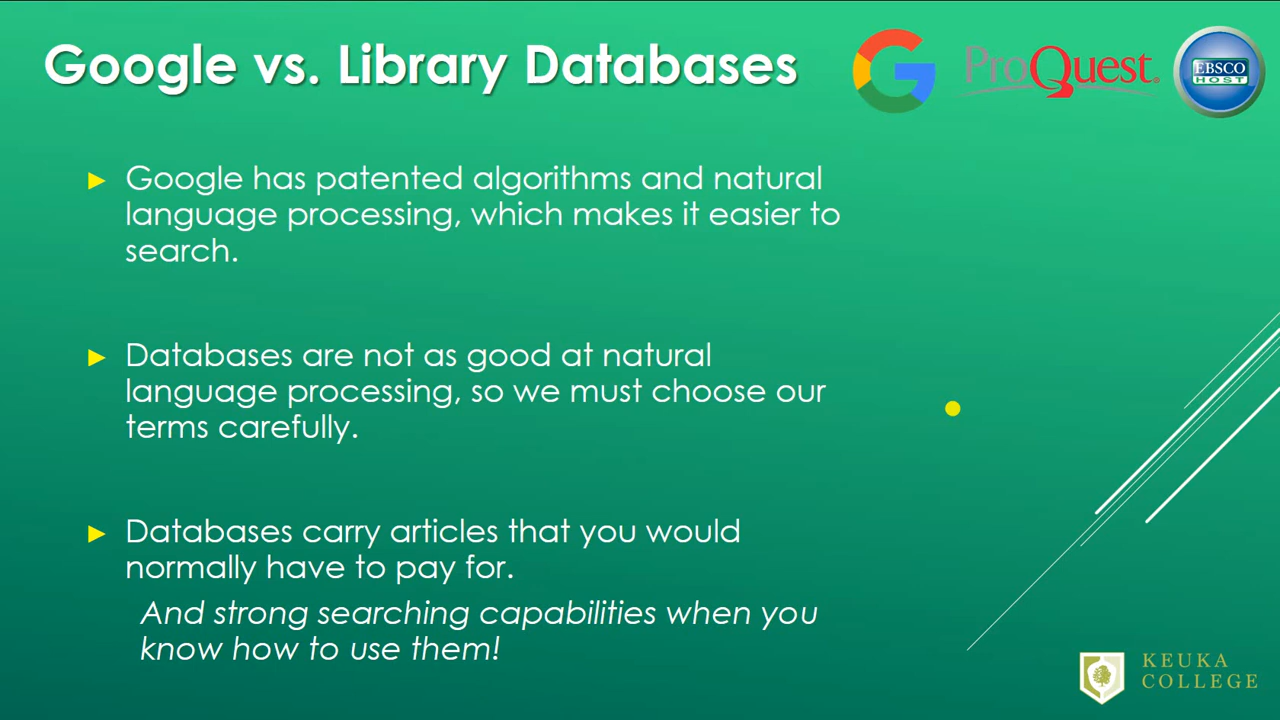 Google vs. Library Databases
ProQuest
EBSCO
HOST
Google has patented algorithms and natural
language processing, which makes it easier to
search.
Databases are not as good at natural
language processing, so we must choose our
terms carefully.
Databases carry articles that you would
normally have to pay for.
And strong searching capabilities when you
know how to use them!
KEUKA
COLLEGE